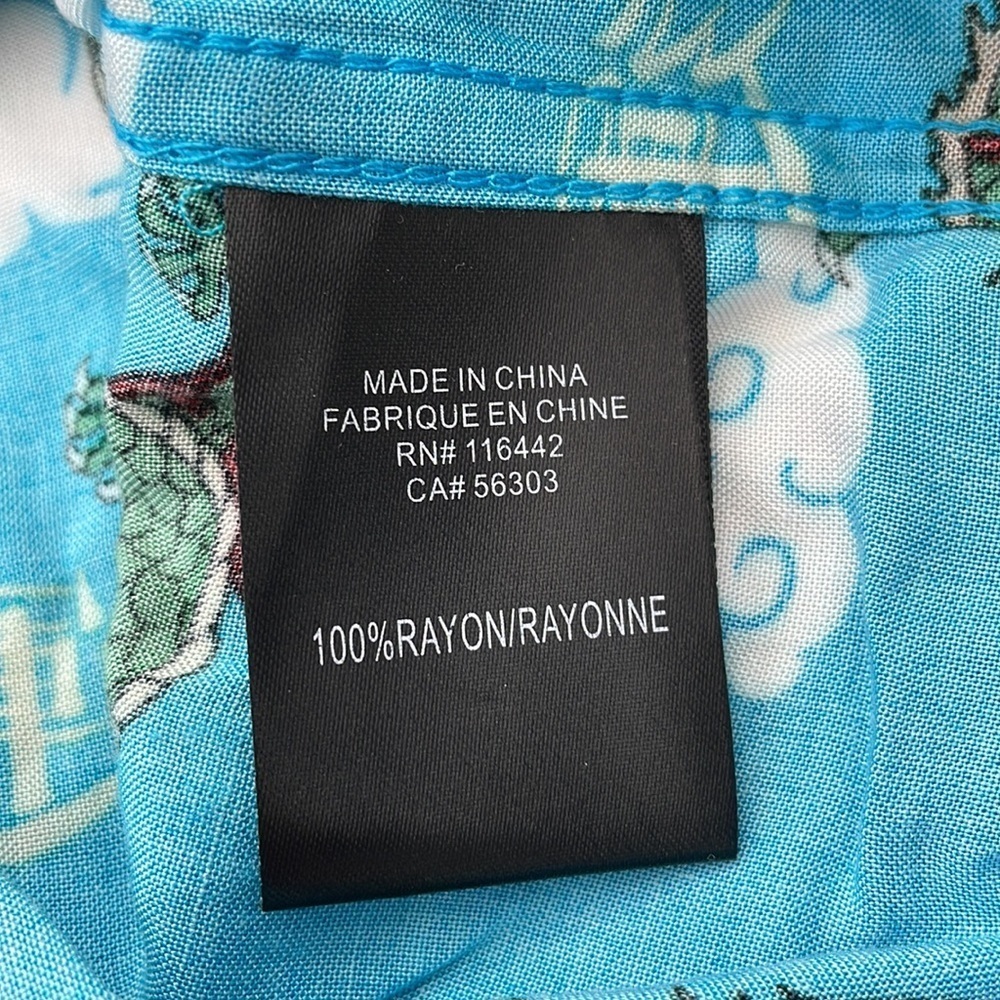 MADE IN CHINA
FABRIQUE EN CHINE
RN# 116442
CA# 56303
100%RAYON/RAYONNE